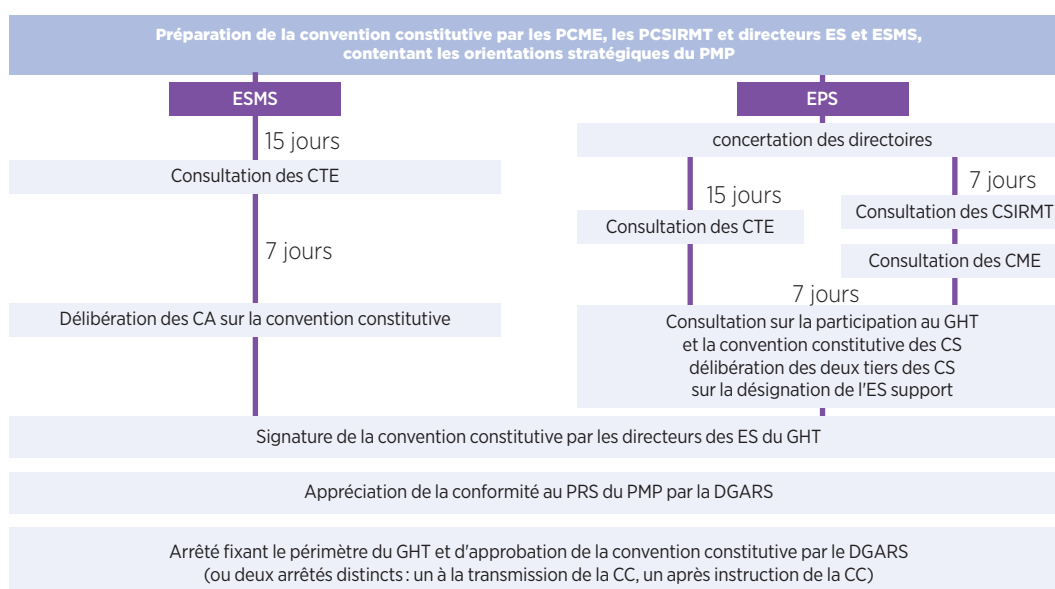 Préparation de la convention constitutive par les PCME, les PCSIRMT et directeurs ES et ESMS,
contentant les orientations stratégiques du PMP
ESMS
15 jours
Consultation des CTE
7 jours
Délibération des CA sur la convention constitutive
EPS
concertation des directoires
15 jours
Consultation des CTE
7 jours
Consultation des CSIRMT
Consultation des CME
7 jours
Consultation sur la participation au GHT
et la convention constitutive des CS
délibération des deux tiers des CS
sur la désignation de l'ES support
Signature de la convention constitutive par les directeurs des ES du GHT
Appréciation de la conformité au PRS du PMP par la DGARS
Arrêté fixant le périmètre du GHT et d'approbation de la convention constitutive par le DGARS
(ou deux arrêtés distincts : un à la transmission de la CC, un après instruction de la CC)